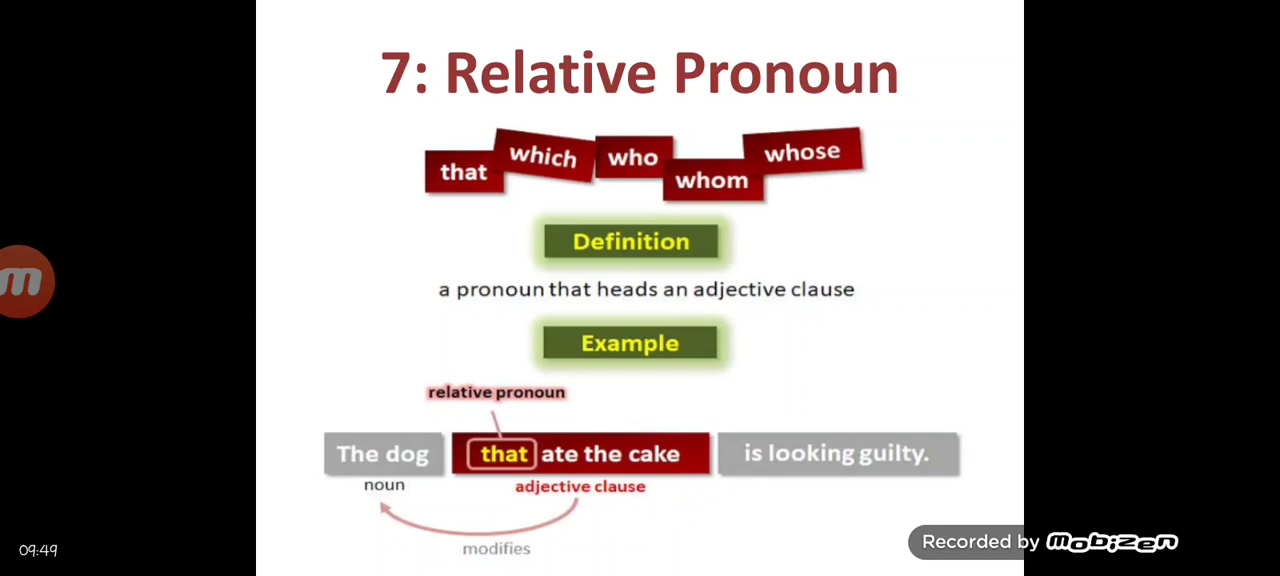 7: Relative Pronoun
that which who whom whose
Definition
a pronoun that heads an adjective clause
Example
relative pronoun
The dog that ate the cake is looking guilty.
noun adjective clause
modifies
09:49
Recorded by Mobizen